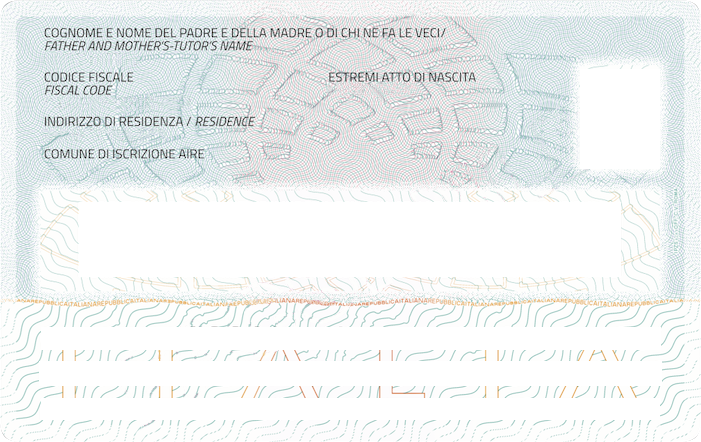 COGNOME E NOME DEL PADRE E DELLA MADRE O DI CHI NE FA LE VECI/
FATHER AND MOTHER'S-TUTOR'S NAME
CODICE FISCALE
FISCAL CODE
ESTREMI ATTO DI NASCITA
INDIRIZZO DI RESIDENZA / RESIDENCE
COMUNE DI ISCRIZIONE AIRE
REPUBBLICAITALIANAREPUBBLICAITALIANAREPUBBLICAITALIANAREPUBBLICAITALIANAREPUBBLICAITALIANA